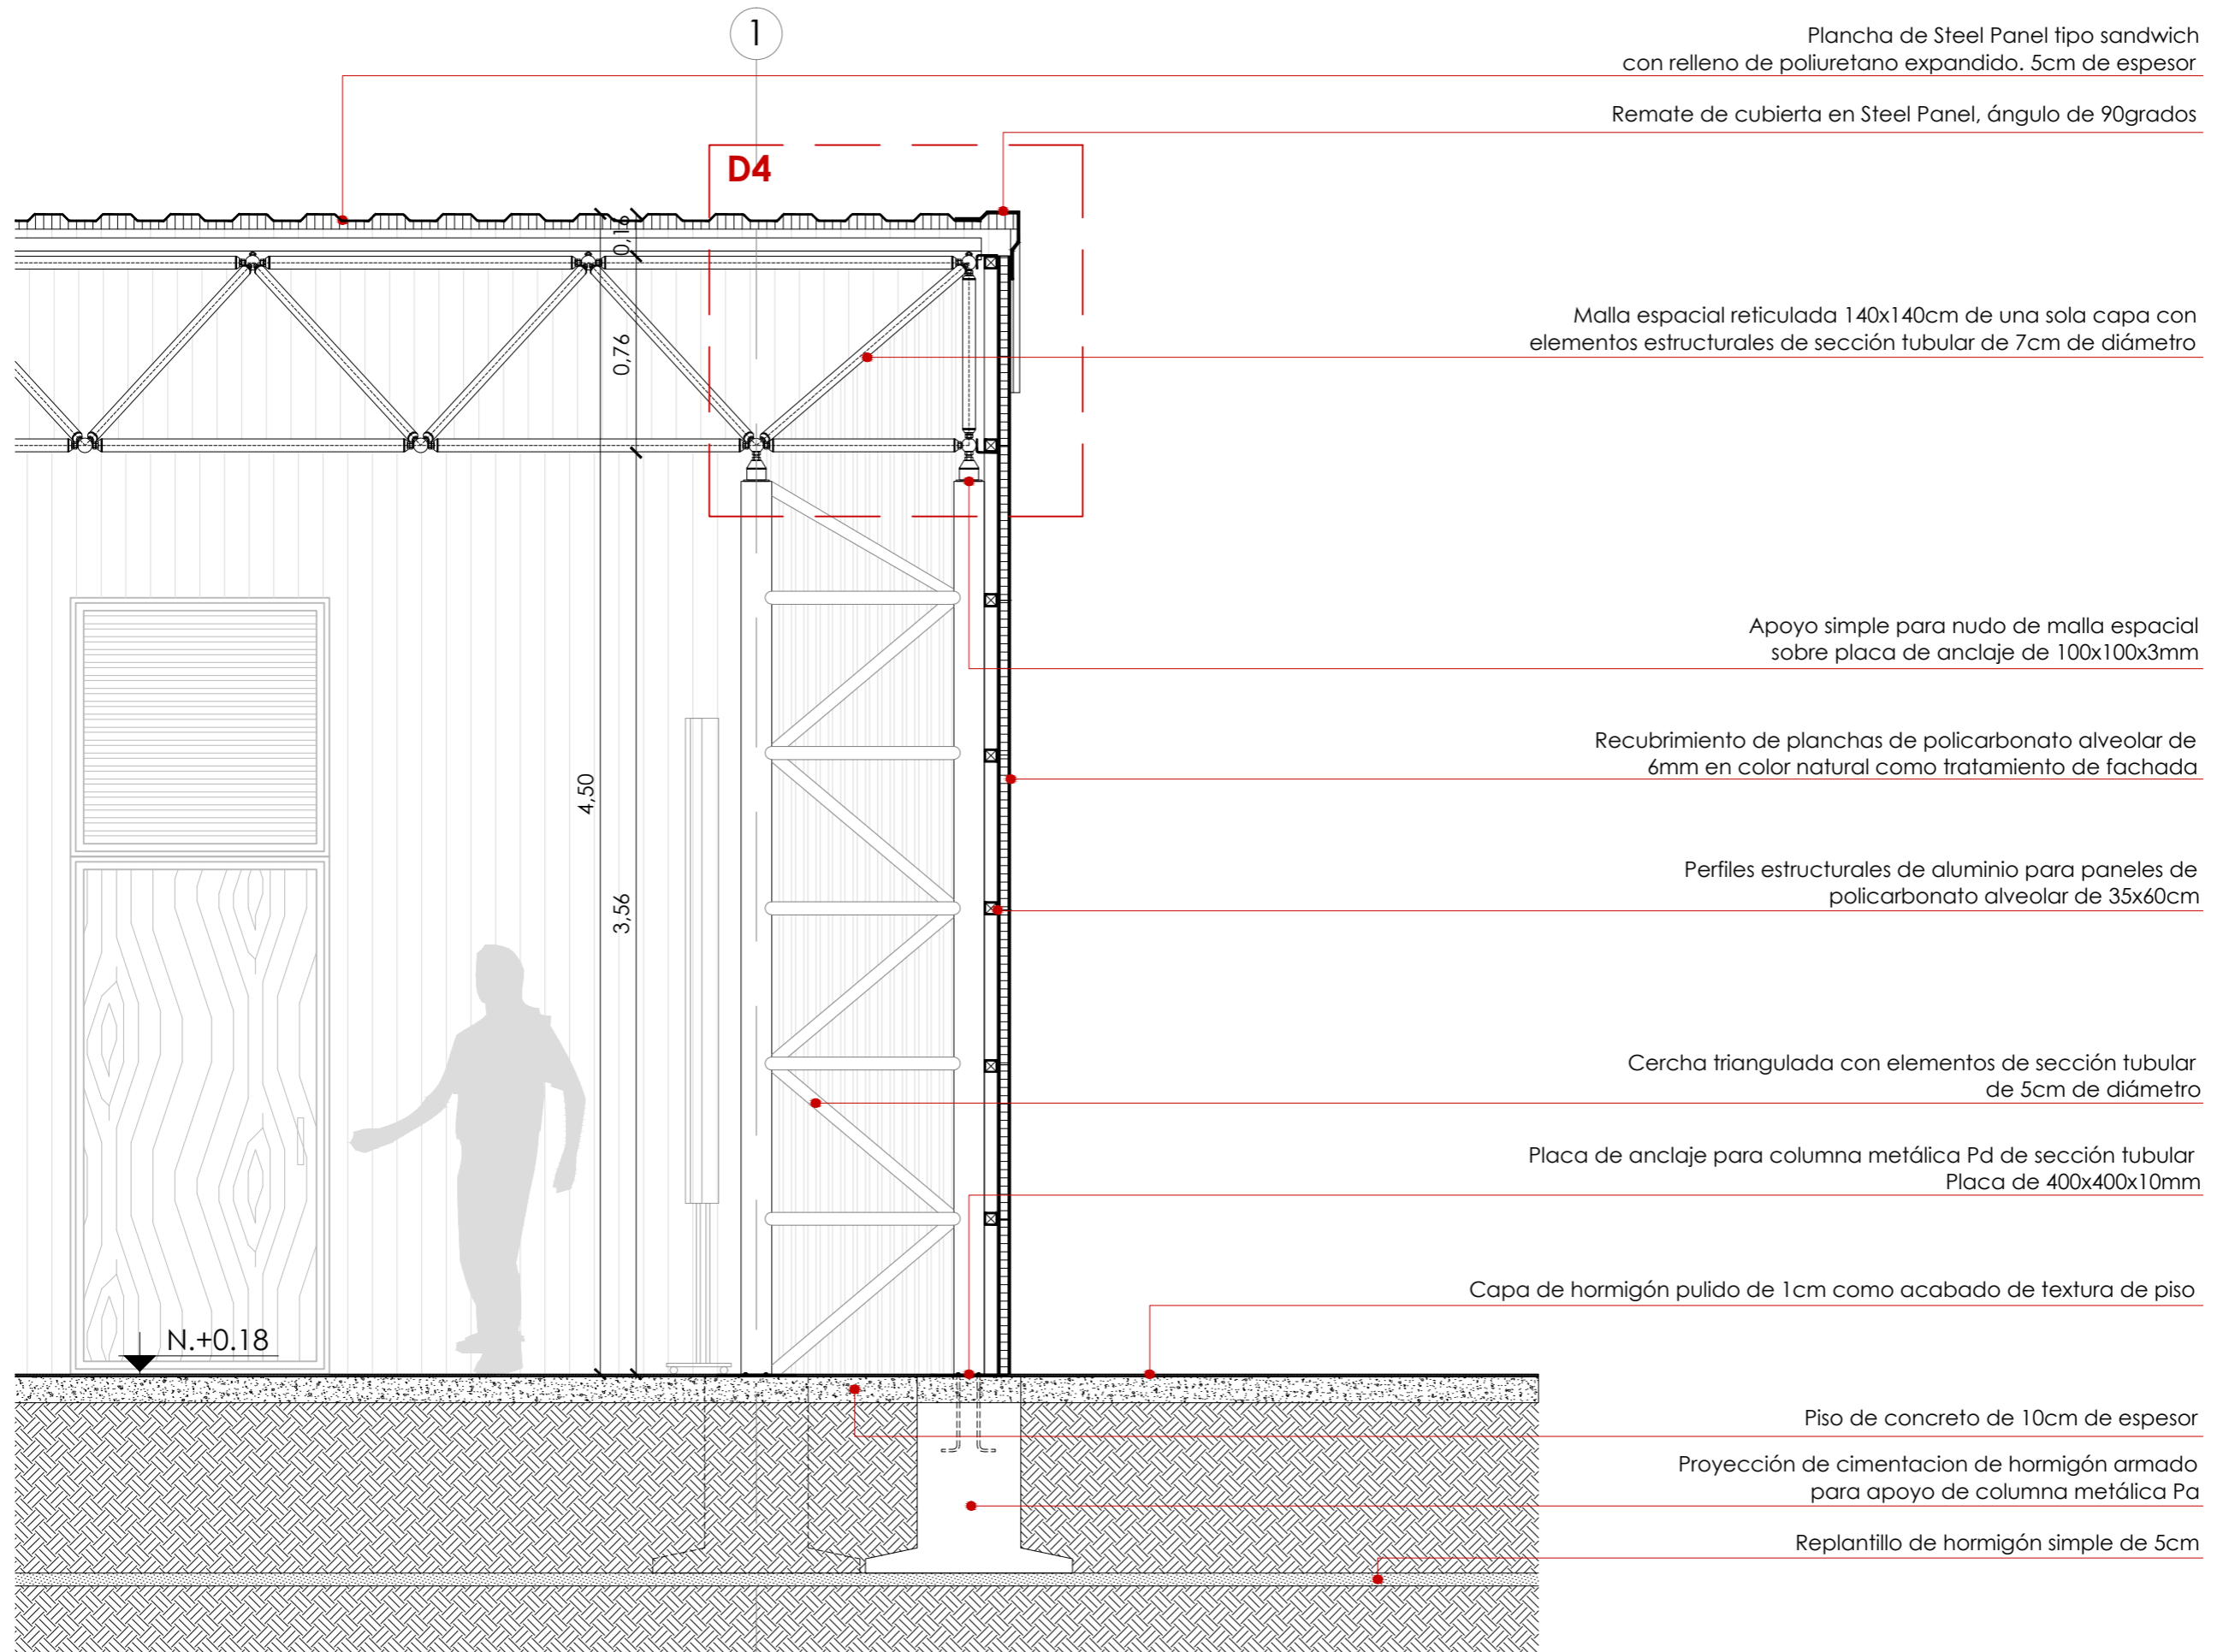 1
Plancha de Steel Panel tipo sandwich
con relleno de poliuretano expandido. 5cm de espesor
Remate de cubierta en Steel Panel, ángulo de 90grados
D4
0,16
Malla espacial reticulada 140x140cm de una sola capa con
elementos estructurales de sección tubular de 7cm de diámetro
0,76
Apoyo simple para nudo de malla espacial
sobre placa de anclaje de 100x100x3mm
Recubrimiento de planchas de policarbonato alveolar de
6mm en color natural como tratamiento de fachada
4,50
Perfiles estructurales de aluminio para paneles de
policarbonato alveolar de 35x60cm
3,56
Cercha triangulada con elementos de sección tubular
de 5cm de diámetro
Placa de anclaje para columna metálica Pd de sección tubular
Placa de 400x400x10mm
Capa de hormigón pulido de 1cm como acabado de textura de piso
N.+0.18
Piso de concreto de 10cm de espesor
Proyección de cimentacion de hormigón armado
para apoyo de columna metálica Pa
Replantillo de hormigón simple de 5cm